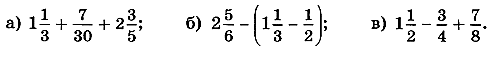 а) 1 1/3 + 7/30 + 2 3/5; б) 2 5/6 − (1 1/3 − 1/2); в) 1 1/2 − 3/4 + 7/8.